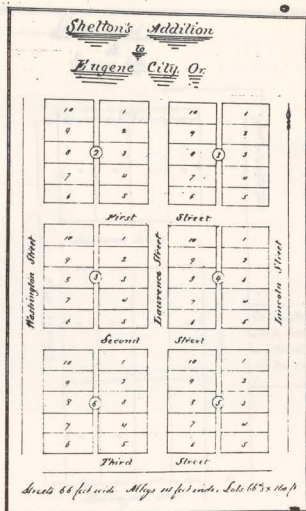 Shelton's Addition
to
Eugene City, Or.
10 1 10 1
9 2 9 2
8 2 3 8 1 3
7 4 7 4
6 5 6 5
First Street
10 1 10 1
9 2 9 2
8 3 3 8 4 3
7 4 7 4
6 5 6 5
Second Street
10 1 10 1
9 2 9 2
8 6 3 8 5 3
7 4 7 4
6 5 6 5
Third Street
Washington Street
Laurence Street
Lincoln Street
Streets 66 feet wide. Alleys feet wide. Lots x 160 ft